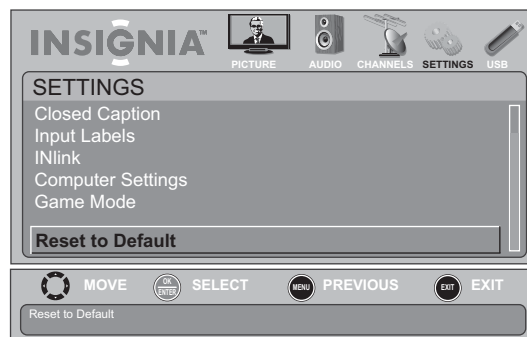 INSIGNIA™
PICTURE AUDIO CHANNELS SETTINGS USB
SETTINGS
Closed Caption
Input Labels
INlink
Computer Settings
Game Mode
Reset to Default
MOVE OK ENTER SELECT MENU PREVIOUS EXIT EXIT
Reset to Default